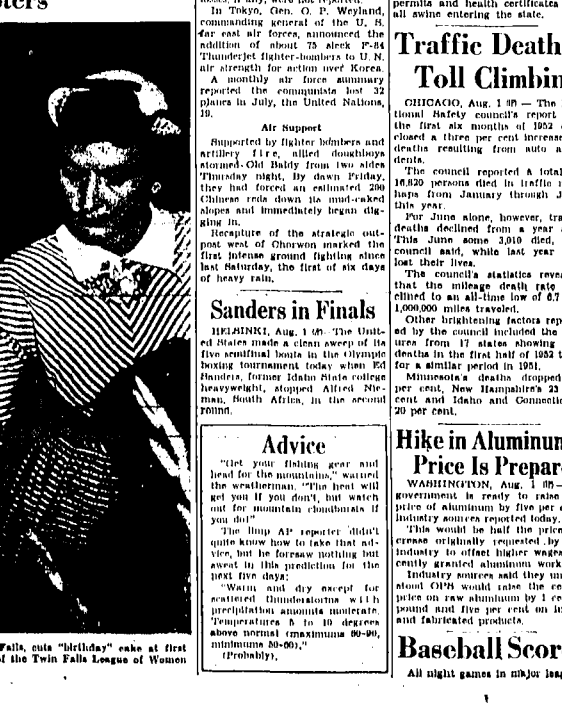 In Tokyo, Gen. O. P. Weyland,
commanding general of the U. S.
far east air forces, announced the
addition of about 75 sleek F-84
Thunderjet fighter-bombers to U. N.
air strength for action over Korea.
A monthly air force summary
reported the communists lost 32
planes in July, the United Nations,
19.
Air Support
Supported by fighter bombers and
artillery fire, allied doughboys
stormed Old Baldy from two sides
Thursday night. By dawn Friday,
they had forced an estimated 200
Chinese reds down its mud-caked
slopes and immediately began dig-
ging in.
Recapture of the strategic out-
post west of Chorwon marked the
first intense ground fighting since
last Saturday, the first of six days
of heavy rain.
Sanders in Finals
HELSINKI, Aug. 1 (AP)—The Unit-
ed States made a clean sweep of its
five semifinal bouts in the Olympic
boxing tournament today when Ed
Sanders, former Idaho State college
heavyweight, stopped Alfred Nie-
man, South Africa, in the second
round.
Advice
"Get your fishing gear and
head for the mountains," warned
the weatherman. "The heat will
get you if you don't, but watch
out for mountain cloudbursts if
you do!"
The limp AP reporter didn't
quite know how to take that ad-
vice, but he foresaw nothing but
sweat in this prediction for the
next five days:
"Warm and dry except for
scattered thunderstorms with
precipitation amounts moderate.
Temperatures 5 to 10 degrees
above normal (maximums 80-90,
minimums 50-60)."
(Probably).
permits and health certificates
all swine entering the state.
Traffic Death
Toll Climbin
CHICAGO, Aug. 1 (AP) — The
tional Safety council's report
the first six months of 1952
closed a three per cent increase
deaths resulting from auto a
dents.
The council reported a total
16,820 persons died in traffic
haps from January through J
this year.
For June alone, however, tra
deaths declined from a year
This June some 3,010 died,
council said, while last year
lost their lives.
The council's statistics reve
that the mileage death rate
clined to an all-time low of 6.7
1,000,000 miles traveled.
Other brightening factors rep
ed by the council included the
ures from 17 states showing
deaths in the first half of 1952 t
for a similar period in 1951.
Minnesota's deaths dropped
per cent, New Hampshire's 23
cent and Idaho and Connectic
20 per cent.
Hike in Aluminum
Price Is Prepar
WASHINGTON, Aug. 1 (AP)—
government is ready to raise
price of aluminum by five per
industry sources reported today.
This would be half the price
crease originally requested by
industry to offset higher wages
cently granted aluminum work
Industry sources said they un
stood OPS would raise the ce
price on raw aluminum by 1 ce
pound and five per cent on in
and fabricated products.
Baseball Scor
All night games in major leag
Falls, cuts "birthday" cake at first
of the Twin Falls League of Women